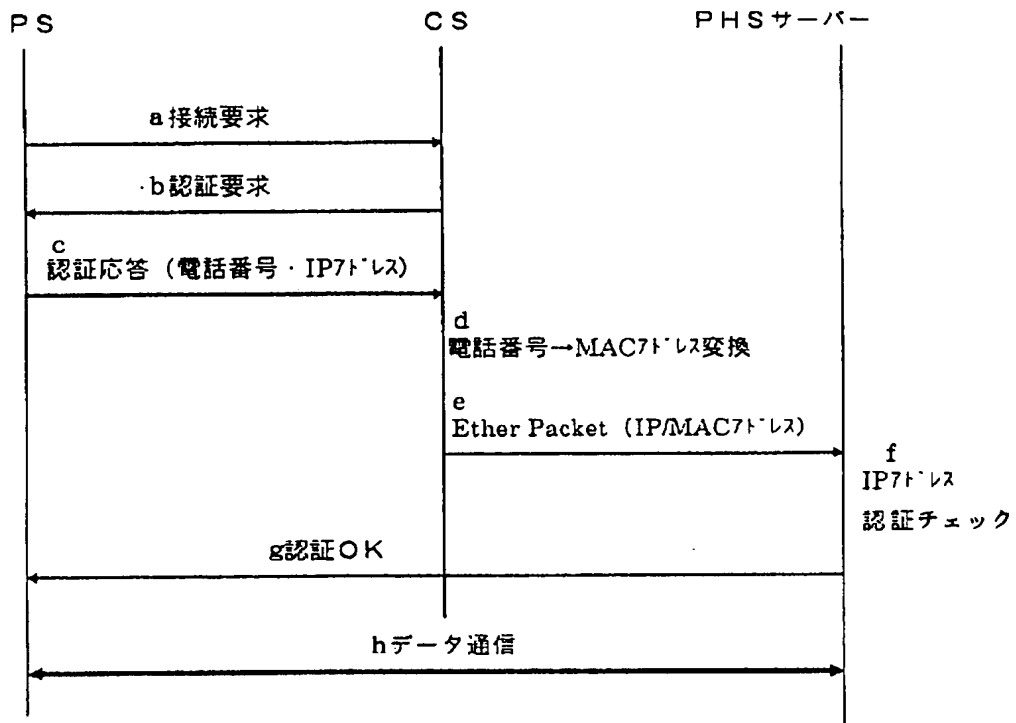 PS
CS
PHSサーバー
a接続要求
b認証要求
c
認証応答（電話番号・IPｱﾄﾞﾚｽ）
d
電話番号→MACｱﾄﾞﾚｽ変換
e
Ether Packet（IP/MACｱﾄﾞﾚｽ）
f
IPｱﾄﾞﾚｽ
認証チェック
g認証OK
hデータ通信